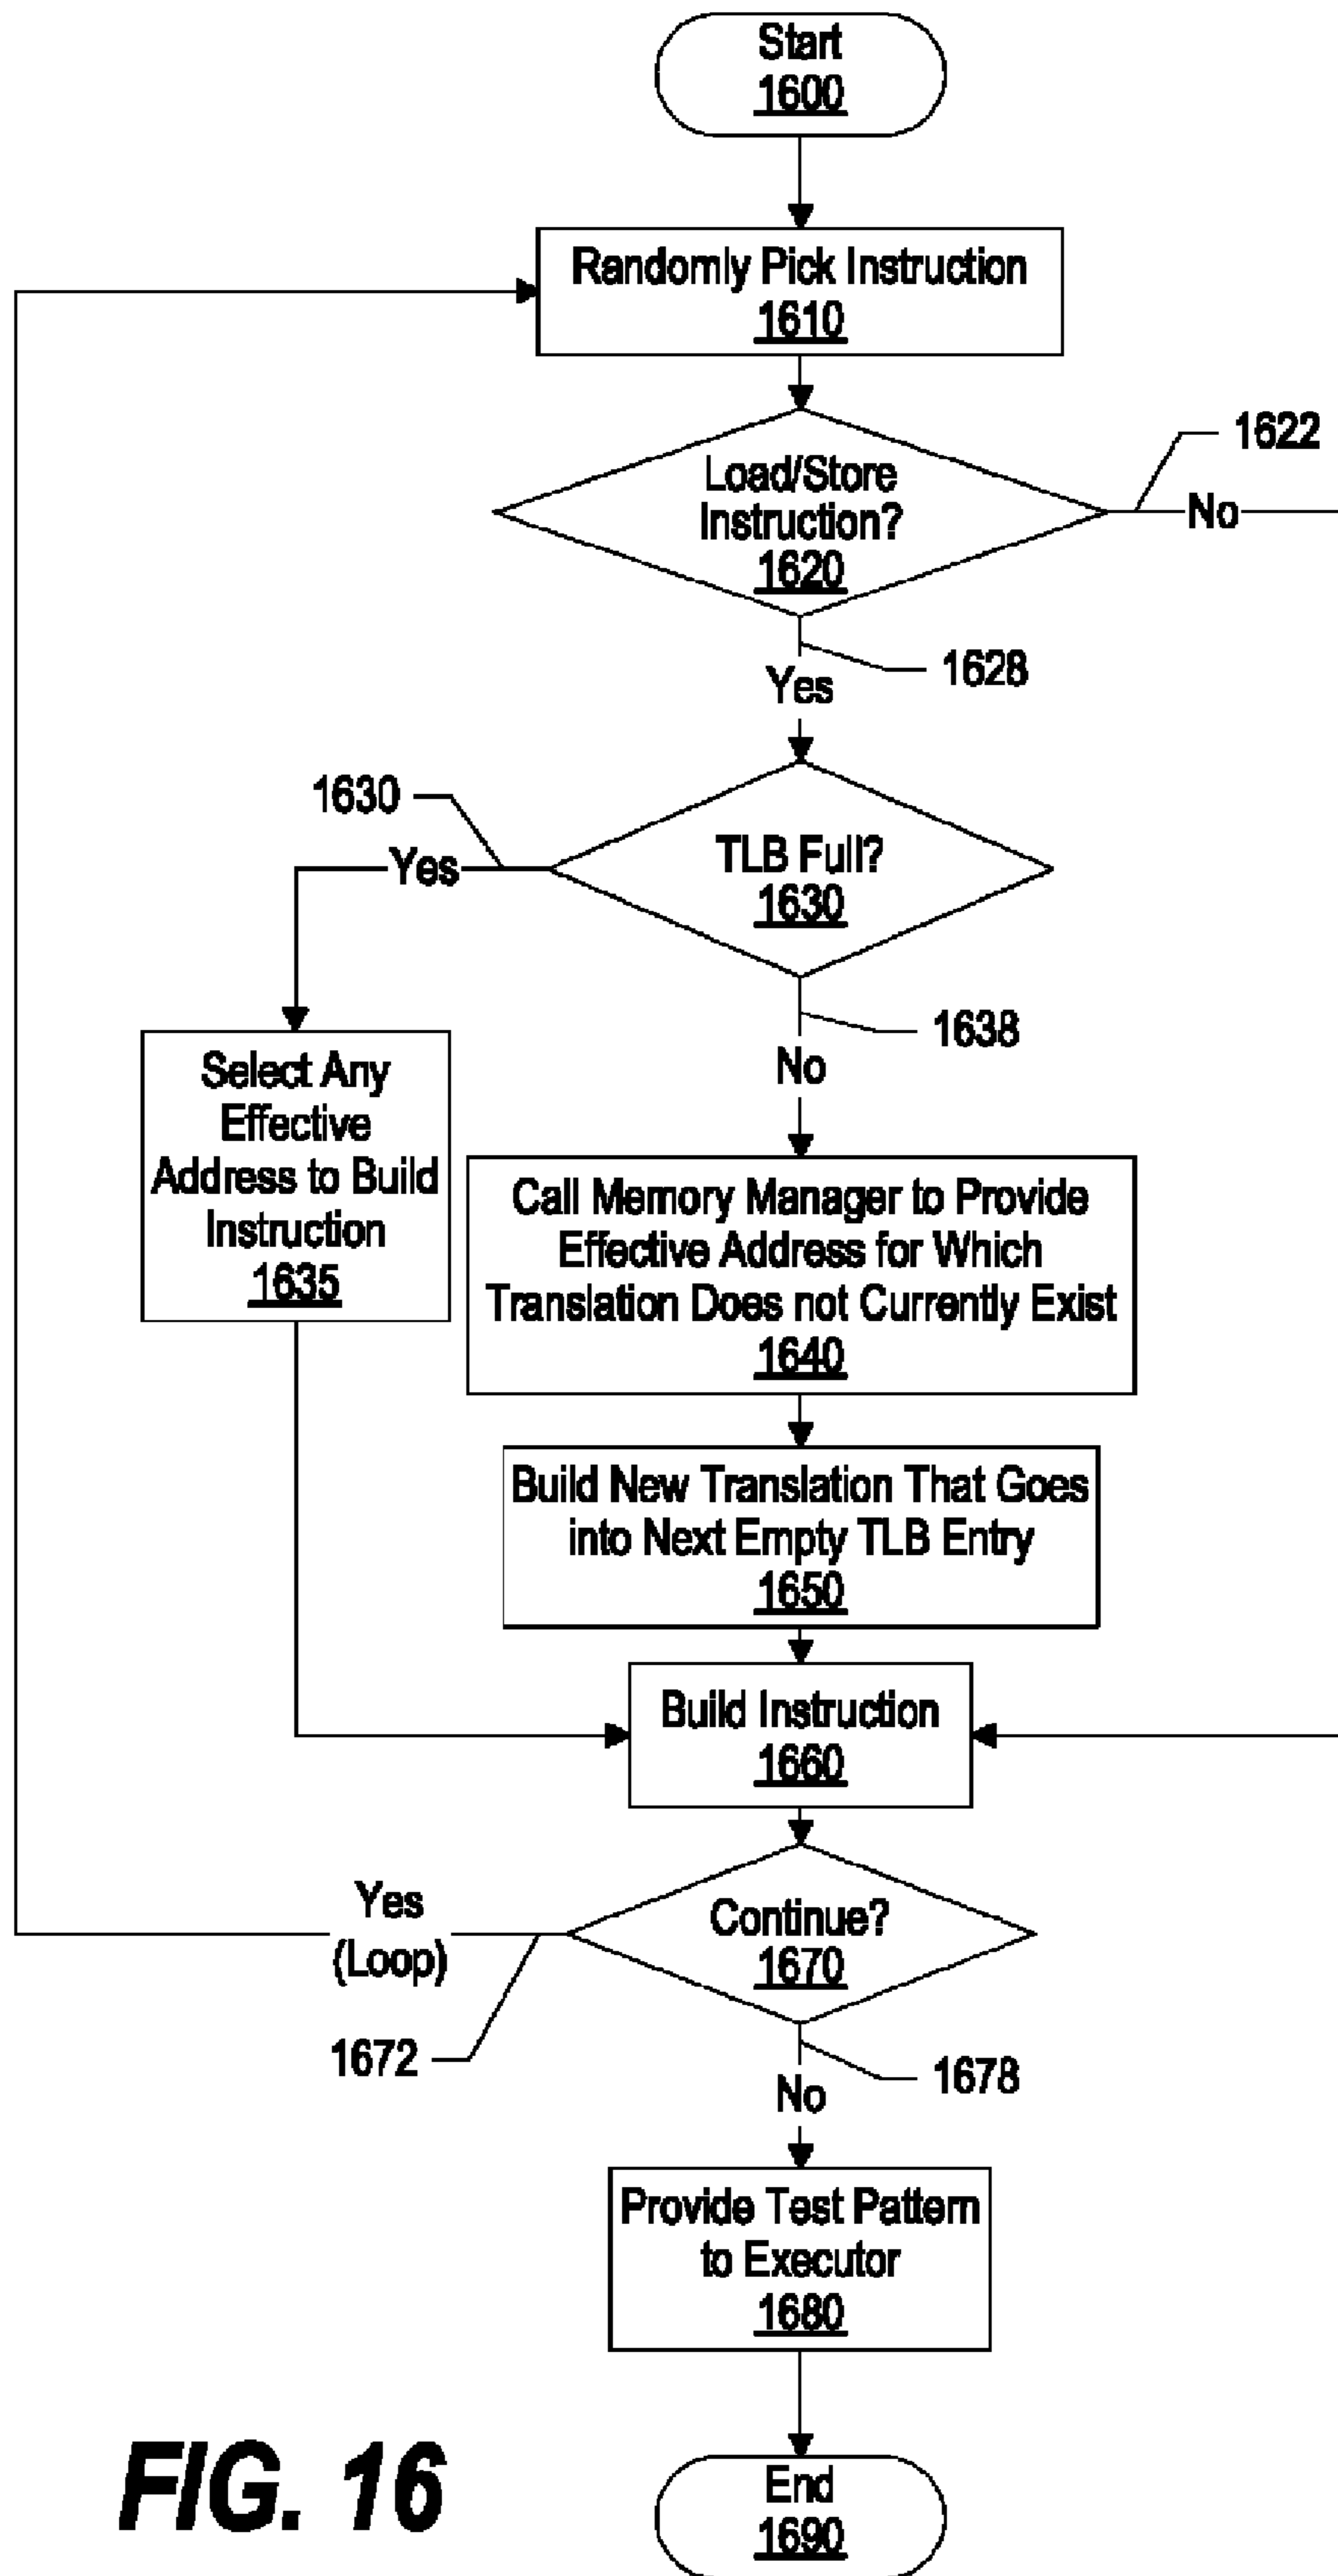 Start
1600
Randomly Pick Instruction
1610
Load/Store
Instruction?
1620
1622
No
1628
Yes
1630
Yes
TLB Full?
1630
1638
No
Select Any
Effective
Address to Build
Instruction
1635
Call Memory Manager to Provide
Effective Address for Which
Translation Does not Currently Exist
1640
Build New Translation That Goes
into Next Empty TLB Entry
1650
Build Instruction
1660
Continue?
1670
Yes
(Loop)
1672
1678
No
Provide Test Pattern
to Executor
1680
End
1690
FIG. 16